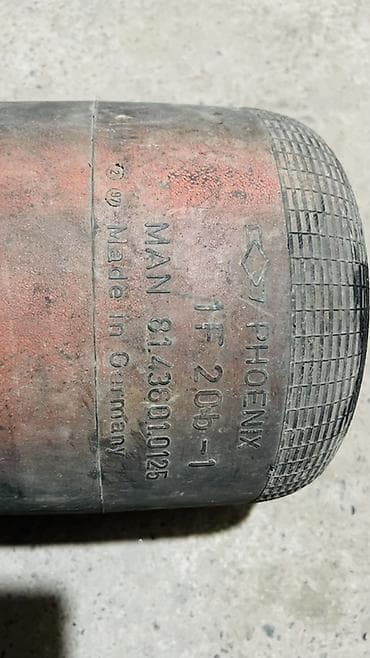 PHOENIX
1F 20b-1
MAN 81.43601.0125
Made in Germany